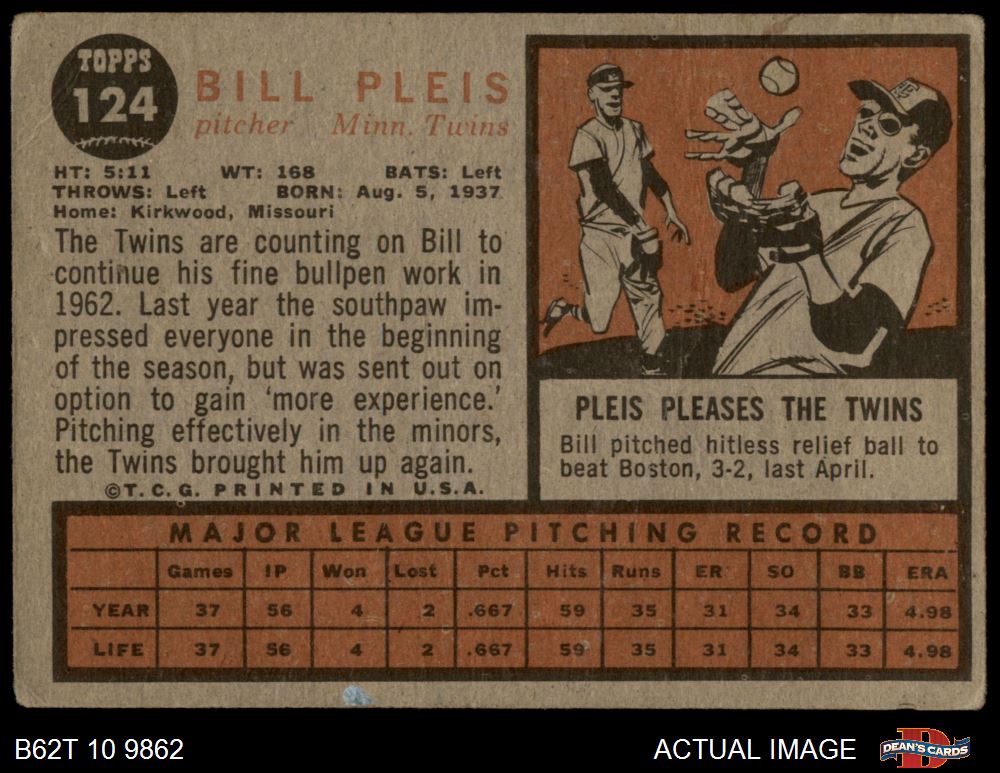 TOPPS
124
BILL PLEIS
pitcher Minn. Twins
HT: 5:11 WT: 168 BATS: Left
THROWS: Left BORN: Aug. 5, 1937
Home: Kirkwood, Missouri
The Twins are counting on Bill to
continue his fine bullpen work in
1962. Last year the southpaw im-
pressed everyone in the beginning
of the season, but was sent out on
option to gain 'more experience.'
Pitching effectively in the minors,
the Twins brought him up again.
©T. C. G. PRINTED IN U.S.A.
PLEIS PLEASES THE TWINS
Bill pitched hitless relief ball to
beat Boston, 3-2, last April.
MAJOR LEAGUE PITCHING RECORD
Games IP Won Lost Pct Hits Runs ER SO BB ERA
YEAR 37 56 4 2 .667 59 35 31 34 33 4.98
LIFE 37 56 4 2 .667 59 35 31 34 33 4.98
B62T 10 9862 ACTUAL IMAGE DEAN'S CARDS